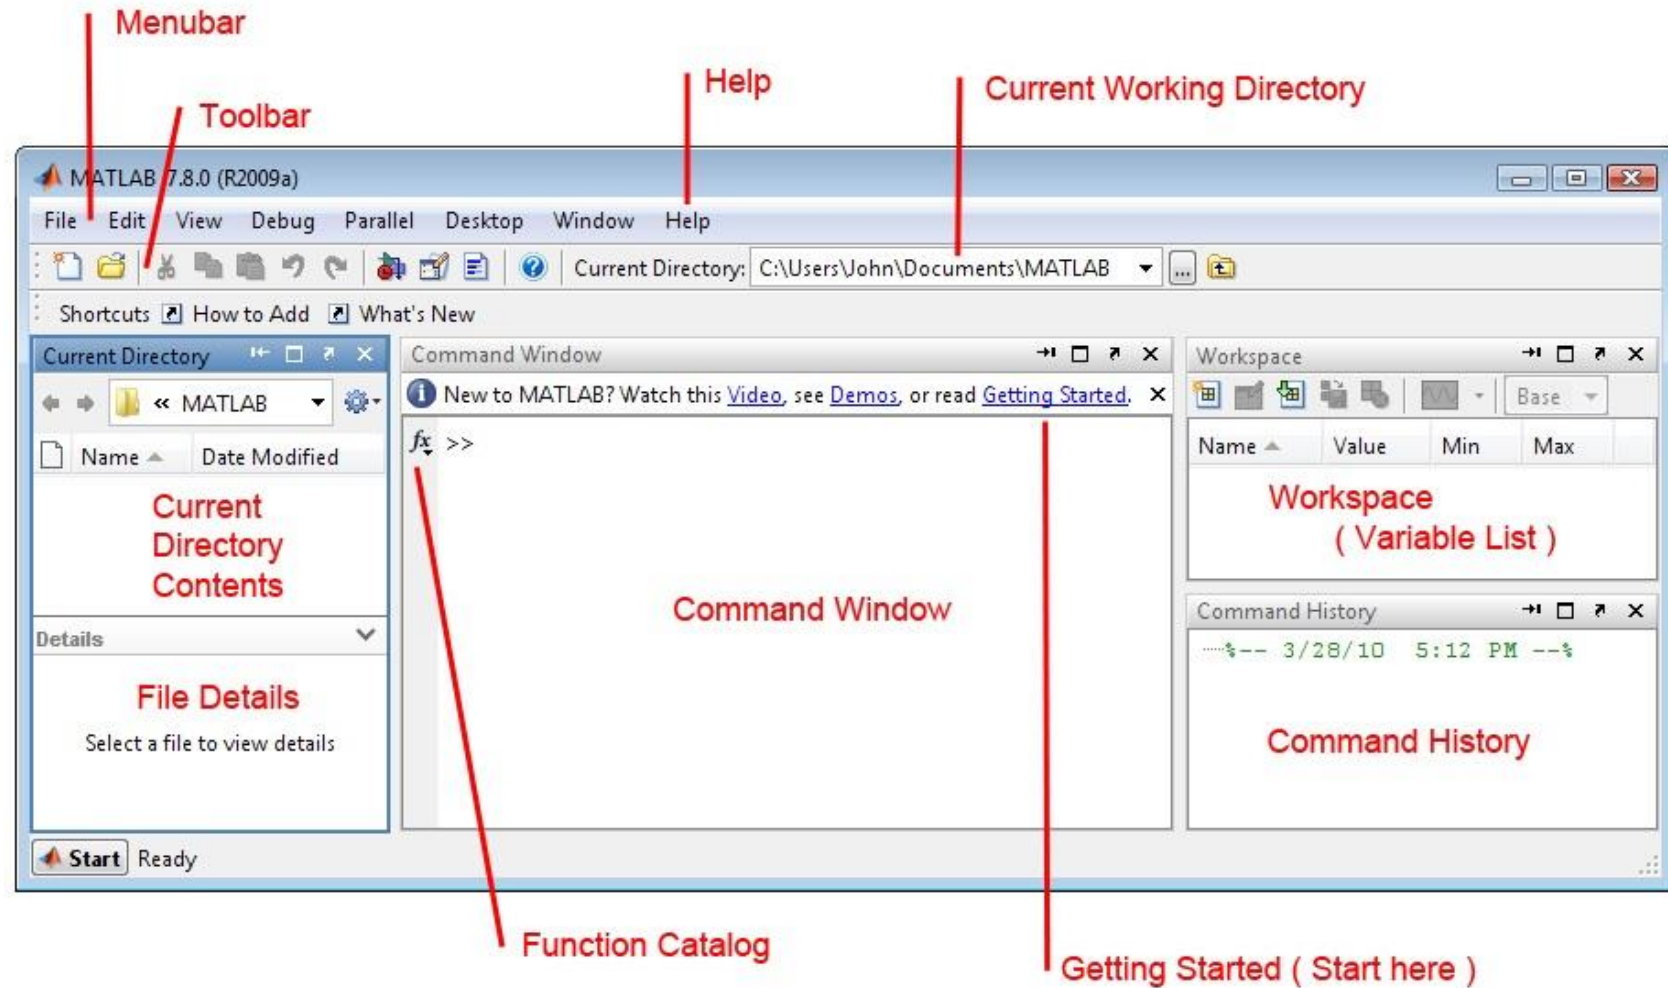 Menubar
Help
Current Working Directory
Toolbar
MATLAB 7.8.0 (R2009a)
File Edit View Debug Parallel Desktop Window Help
Current Directory: C:\Users\John\Documents\MATLAB ...
Shortcuts How to Add What's New
Current Directory
« MATLAB
Name Date Modified
Current
Directory
Contents
Details
File Details
Select a file to view details
Command Window
New to MATLAB? Watch this Video, see Demos, or read Getting Started.
fx >>
Command Window
Workspace
Base
Name Value Min Max
Workspace
( Variable List )
Command History
%-- 3/28/10 5:12 PM --%
Command History
Start Ready
Function Catalog
Getting Started ( Start here )